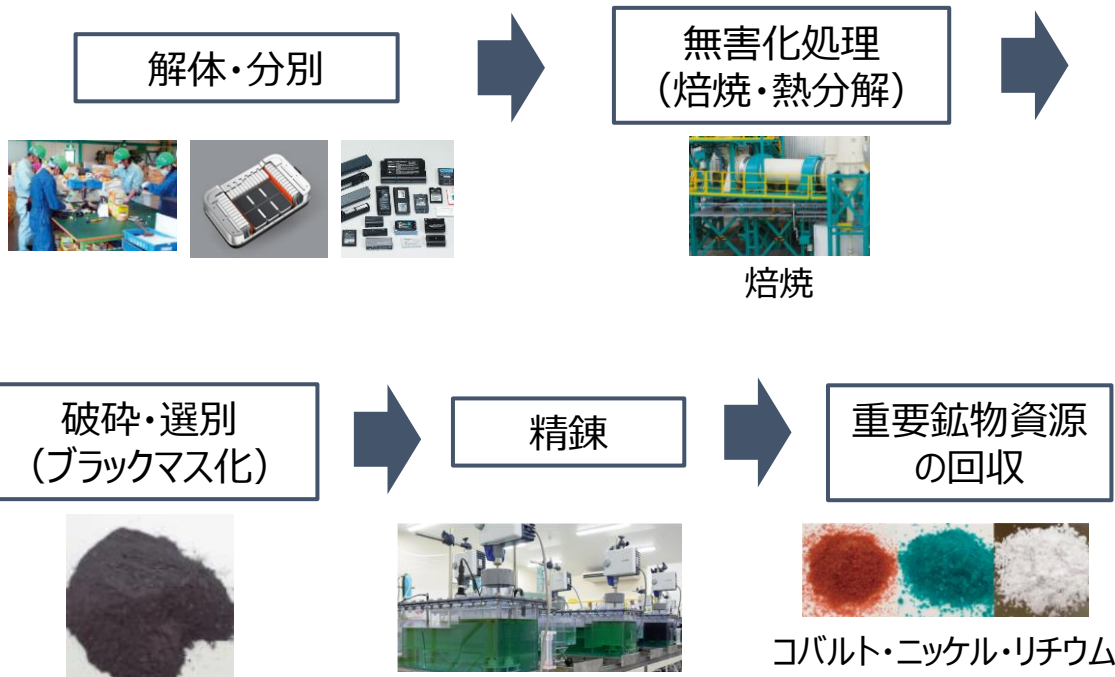 解体・分別
無害化処理
（焙焼・熱分解）
焙焼
破砕・選別
（ブラックマス化）
精錬
重要鉱物資源
の回収
コバルト・ニッケル・リチウム